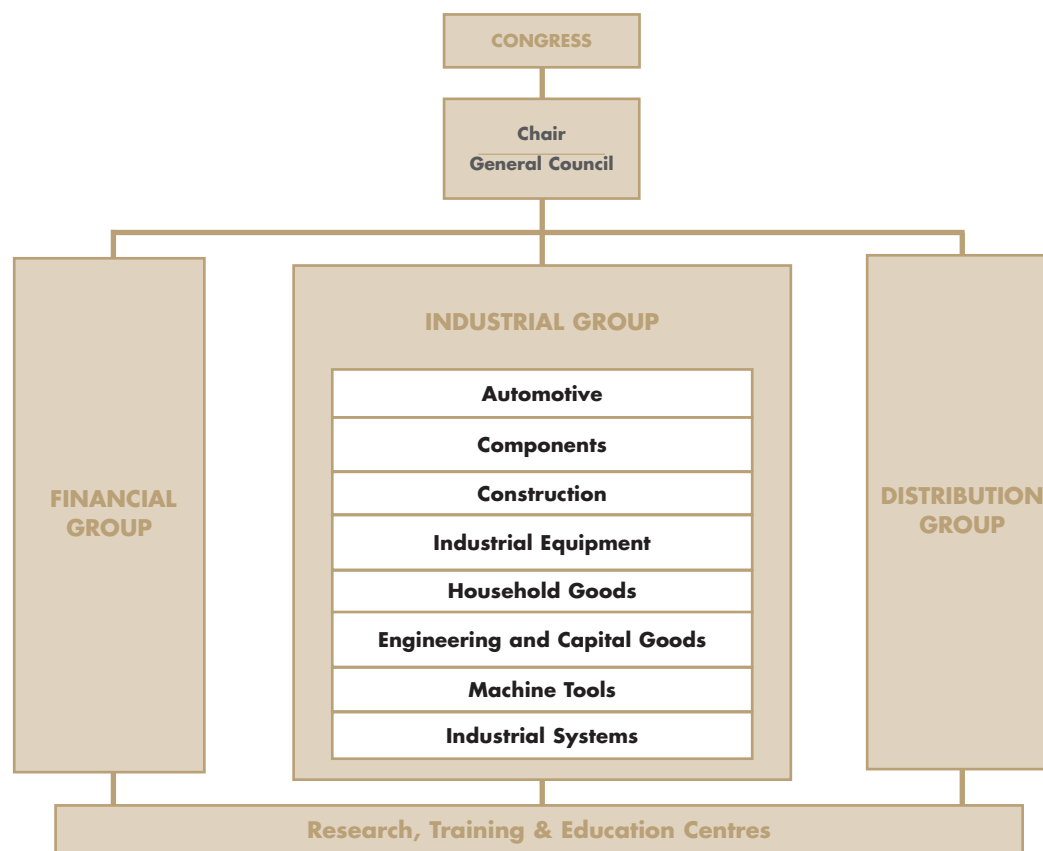 CONGRESS
Chair
General Council
INDUSTRIAL GROUP
Automotive
Components
Construction
Industrial Equipment
Household Goods
Engineering and Capital Goods
Machine Tools
Industrial Systems
FINANCIAL
GROUP
DISTRIBUTION
GROUP
Research, Training & Education Centres